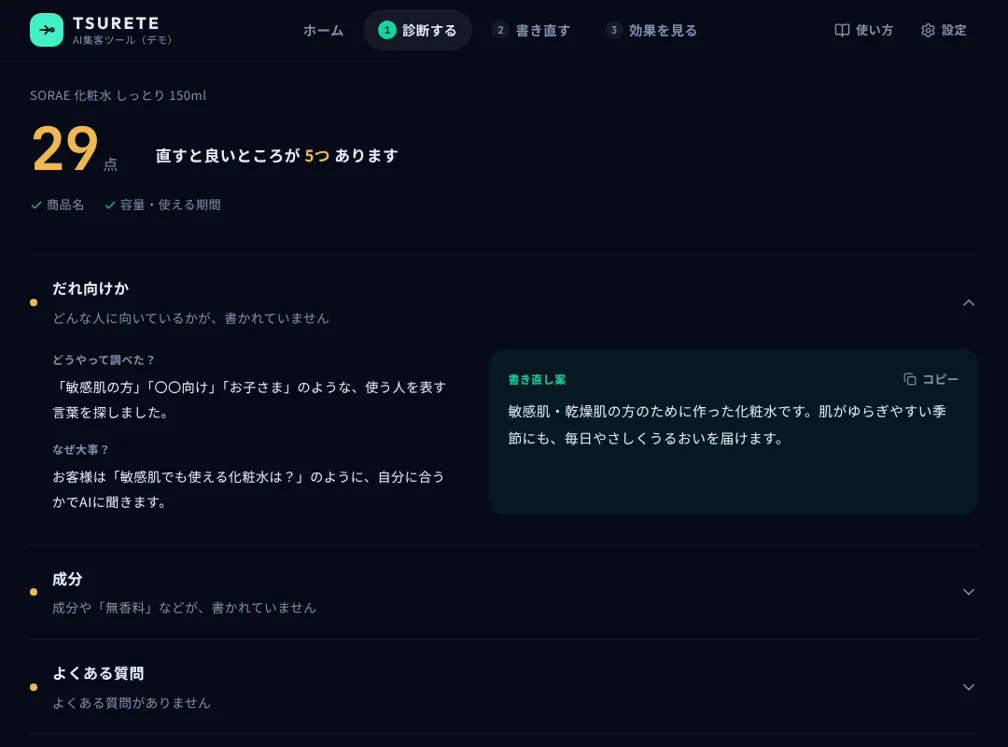 TSURETE
AI集客ツール（デモ）
ホーム
1 診断する
2 書き直す
3 効果を見る
使い方
設定
SORAE 化粧水 しっとり 150ml
29点
直すと良いところが 5つ あります
商品名
容量・使える期間
だれ向けか
どんな人に向いているかが、書かれていません
どうやって調べた？
「敏感肌の方」「〇〇向け」「お子さま」のような、使う人を表す
言葉を探しました。
なぜ大事？
お客様は「敏感肌でも使える化粧水は？」のように、自分に合う
かでAIに聞きます。
書き直し案
コピー
敏感肌・乾燥肌の方のために作った化粧水です。肌がゆらぎやすい季
節にも、毎日やさしくうるおいを届けます。
成分
成分や「無香料」などが、書かれていません
よくある質問
よくある質問がありません